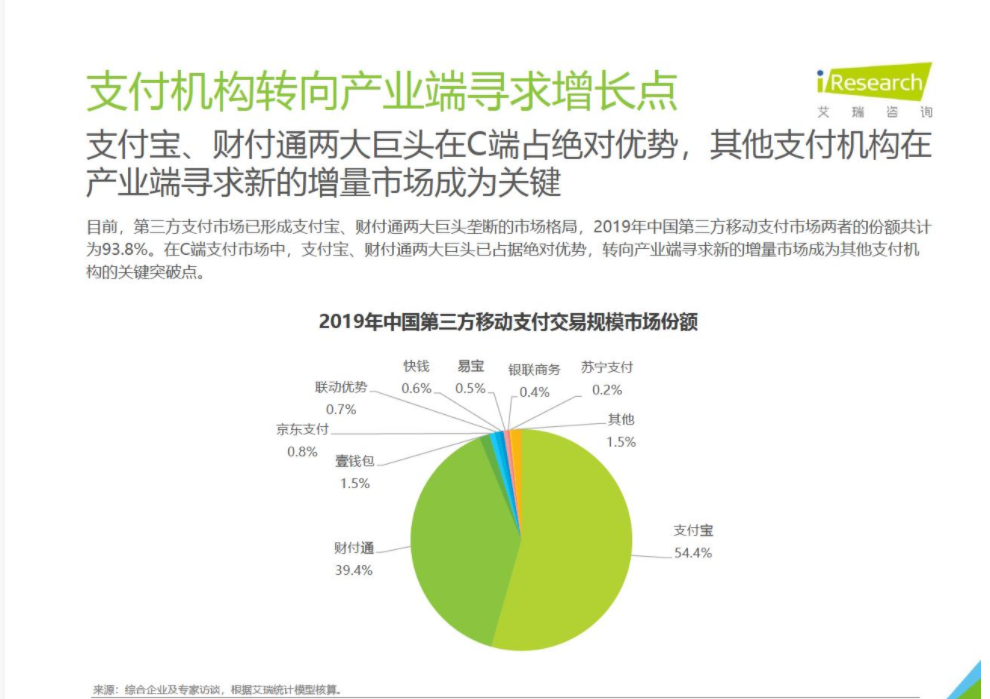 支付机构转向产业端寻求增长点
iResearch
艾瑞咨询
支付宝、财付通两大巨头在C端占绝对优势，其他支付机构在
产业端寻求新的增量市场成为关键
目前，第三方支付市场已形成支付宝、财付通两大巨头垄断的市场格局，2019年中国第三方移动支付市场两者的份额共计
为93.8%。在C端支付市场中，支付宝、财付通两大巨头已占据绝对优势，转向产业端寻求新的增量市场成为其他支付机
构的关键突破点。
2019年中国第三方移动支付交易规模市场份额
快钱
0.6%
易宝
0.5%
银联商务
0.4%
苏宁支付
0.2%
联动优势
0.7%
其他
1.5%
京东支付
0.8%
壹钱包
1.5%
支付宝
54.4%
财付通
39.4%
来源：综合企业及专家访谈，根据艾瑞统计模型核算。